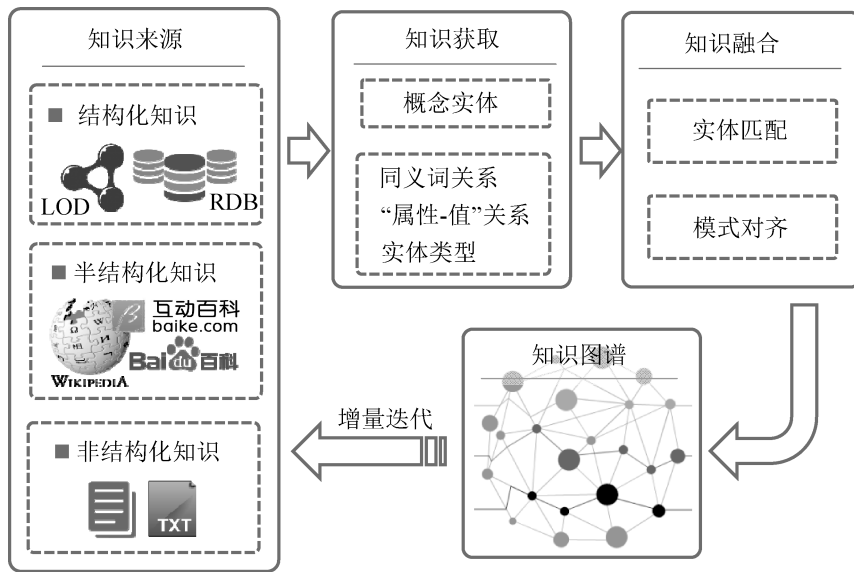 知识来源
■ 结构化知识
LOD
RDB
■ 半结构化知识
β
互动百科
baike.com
WIKIPEDIA
Bai du 百科
■ 非结构化知识
TXT
知识获取
概念实体
同义词关系
“属性-值”关系
实体类型
知识融合
实体匹配
模式对齐
知识图谱
增量迭代